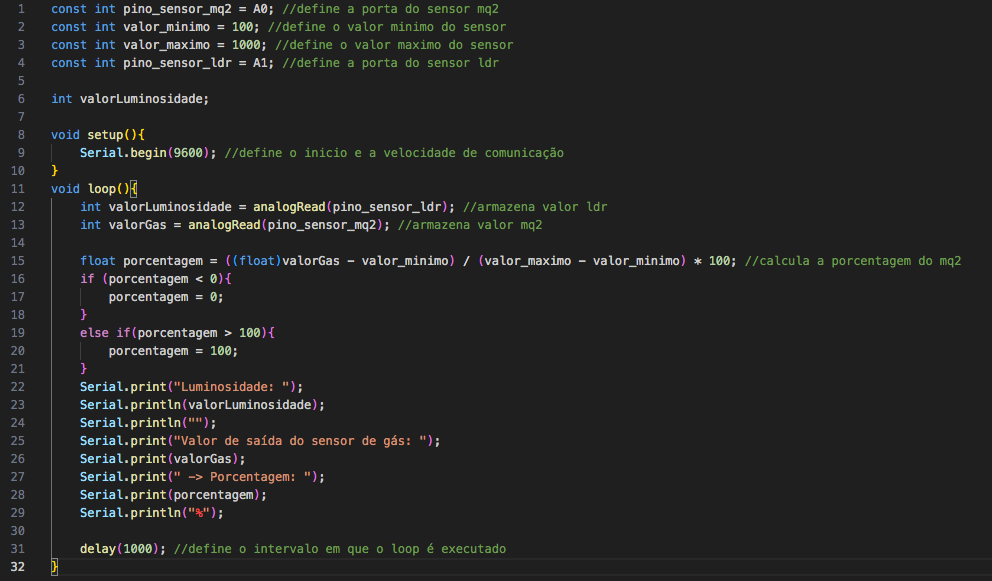 1 const int pino_sensor_mq2 = A0; //define a porta do sensor mq2
2 const int valor_minimo = 100; //define o valor minimo do sensor
3 const int valor_maximo = 1000; //define o valor maximo do sensor
4 const int pino_sensor_ldr = A1; //define a porta do sensor ldr
5
6 int valorLuminosidade;
7
8 void setup(){
9     Serial.begin(9600); //define o inicio e a velocidade de comunicação
10 }
11 void loop(){
12     int valorLuminosidade = analogRead(pino_sensor_ldr); //armazena valor ldr
13     int valorGas = analogRead(pino_sensor_mq2); //armazena valor mq2
14
15     float porcentagem = ((float)valorGas - valor_minimo) / (valor_maximo - valor_minimo) * 100; //calcula a porcentagem do mq2
16     if (porcentagem < 0){
17         porcentagem = 0;
18     }
19     else if(porcentagem > 100){
20         porcentagem = 100;
21     }
22     Serial.print("Luminosidade: ");
23     Serial.println(valorLuminosidade);
24     Serial.println("");
25     Serial.print("Valor de saída do sensor de gás: ");
26     Serial.print(valorGas);
27     Serial.print(" -> Porcentagem: ");
28     Serial.print(porcentagem);
29     Serial.println("%");
30
31     delay(1000); //define o intervalo em que o loop é executado
32 }